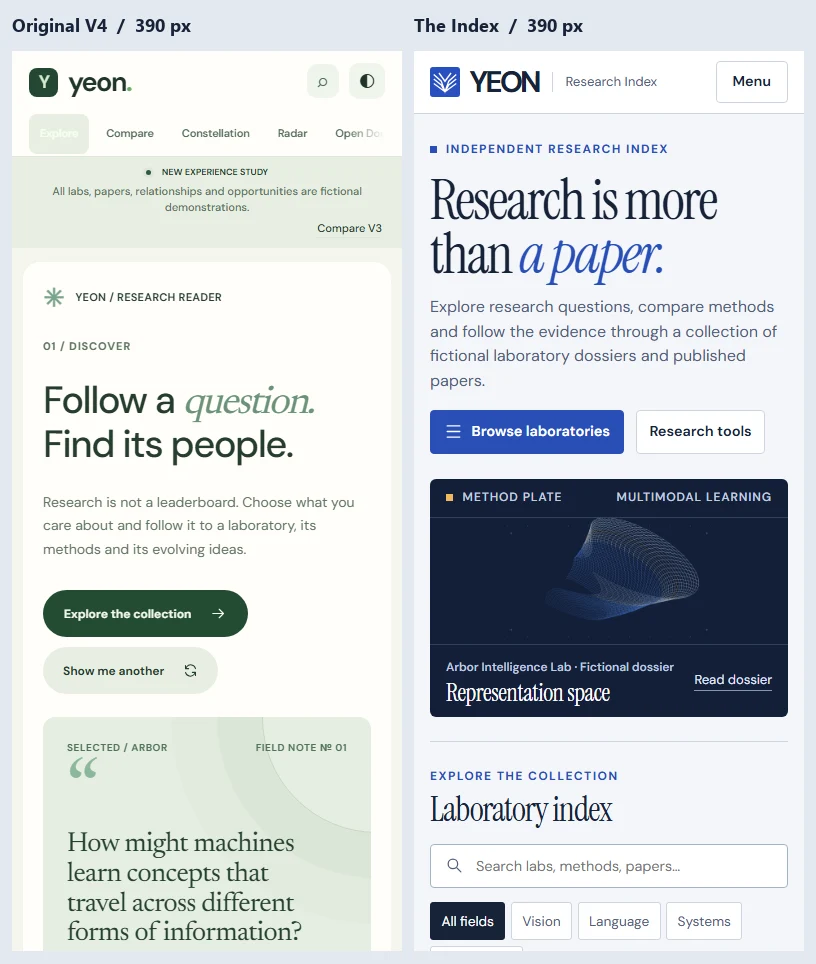 Original V4 / 390 px
Y yeon.
Explore Compare Constellation Radar Open Do
NEW EXPERIENCE STUDY
All labs, papers, relationships and opportunities are fictional
demonstrations.
Compare V3
YEON / RESEARCH READER
01 / DISCOVER
Follow a question.
Find its people.
Research is not a leaderboard. Choose what you
care about and follow it to a laboratory, its
methods and its evolving ideas.
Explore the collection →
Show me another
SELECTED / ARBOR FIELD NOTE № 01
“
How might machines
learn concepts that
travel across different
forms of information?
The Index / 390 px
YEON Research Index Menu
INDEPENDENT RESEARCH INDEX
Research is more
than a paper.
Explore research questions, compare methods
and follow the evidence through a collection of
fictional laboratory dossiers and published
papers.
Browse laboratories Research tools
METHOD PLATE MULTIMODAL LEARNING
Arbor Intelligence Lab · Fictional dossier
Representation space
Read dossier
EXPLORE THE COLLECTION
Laboratory index
Search labs, methods, papers…
All fields Vision Language Systems